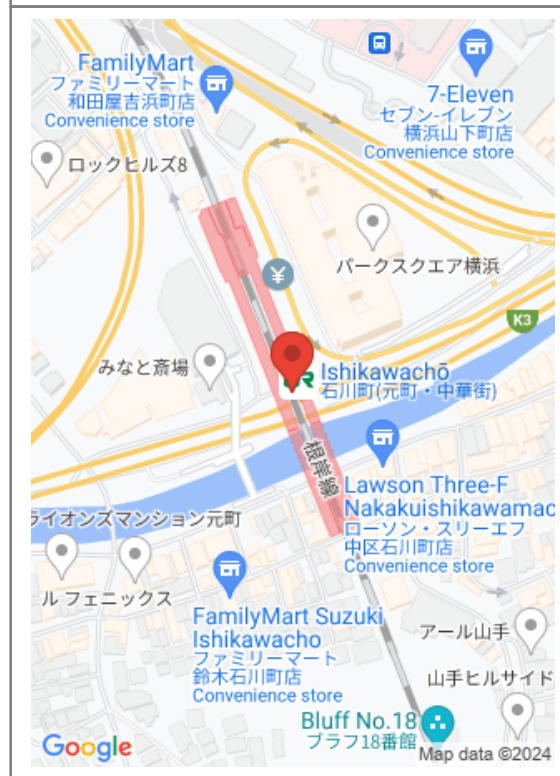 FamilyMart
ファミリーマート
和田屋吉浜町店
Convenience store
7-Eleven
セブン-イレブン
横浜山下町店
Convenience store
ロックヒルズ8
パークスクエア横浜
¥
K3
みなと斎場
JR
Ishikawachō
石川町(元町・中華街)
根岸線
Lawson Three-F
Nakakuishikawamac
ローソン・スリーエフ
中区石川町店
Convenience store
ライオンズマンション元町
ル フェニックス
FamilyMart Suzuki
Ishikawacho
ファミリーマート
鈴木石川町店
Convenience store
アール山手
山手ヒルサイド
Bluff No.18
ブラフ18番館
Google
Map data ©2024